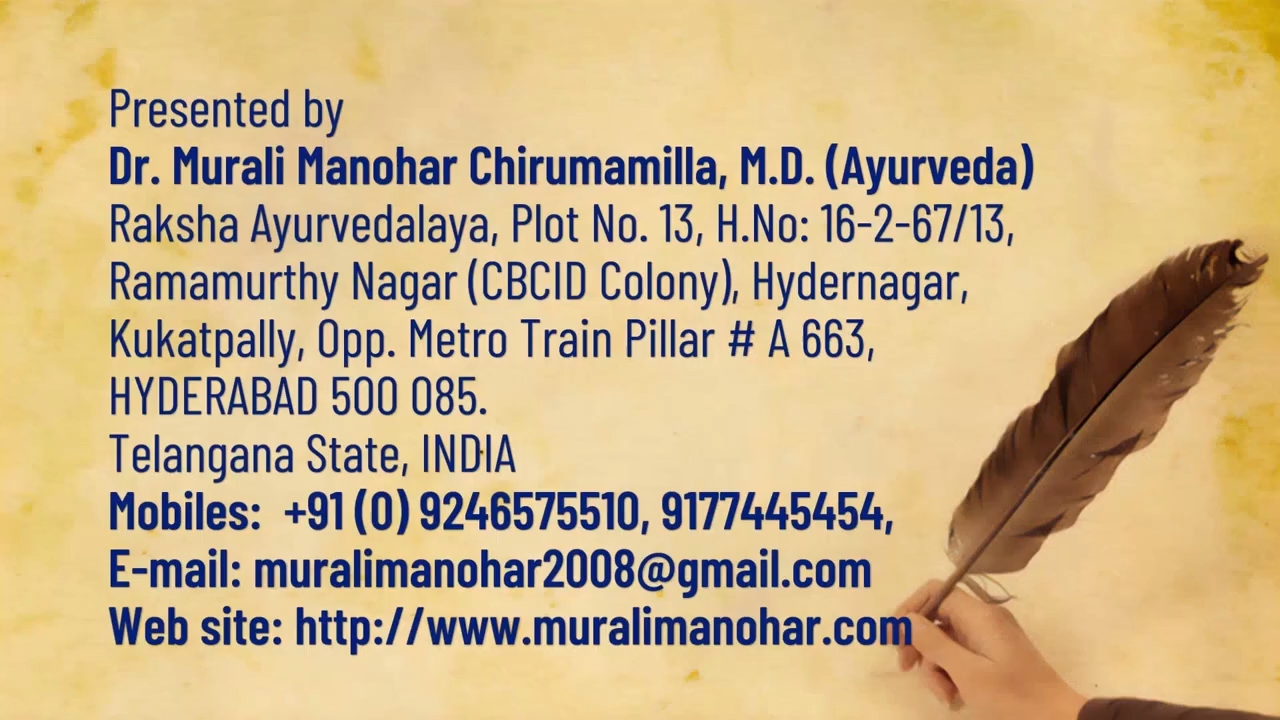 Presented by
Dr. Murali Manohar Chirumamilla, M.D. (Ayurveda)
Raksha Ayurvedalaya, Plot No. 13, H.No: 16-2-67/13,
Ramamurthy Nagar (CBCID Colony), Hydernagar,
Kukatpally, Opp. Metro Train Pillar # A 663,
HYDERABAD 500 085.
Telangana State, INDIA
Mobiles:  +91 (0) 9246575510, 9177445454,
E-mail: muralimanohar2008@gmail.com
Web site: http://www.muralimanohar.com